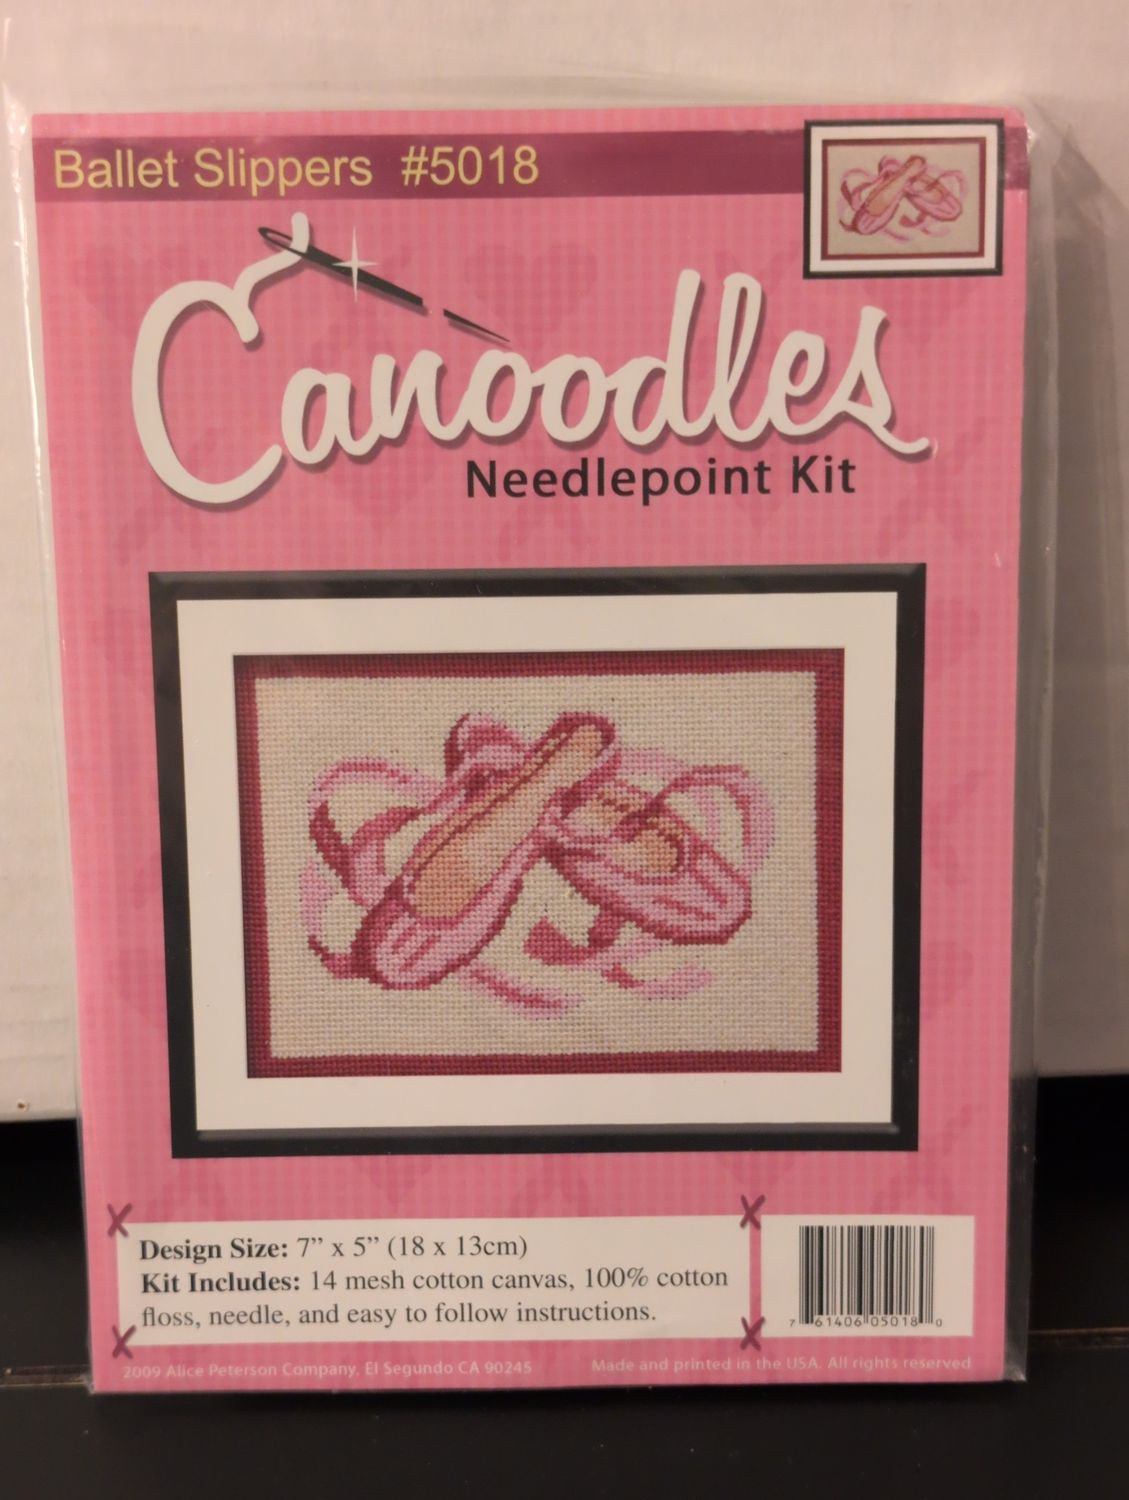 Ballet Slippers #5018
Canoodles
Needlepoint Kit
Design Size: 7” x 5” (18 x 13cm)
Kit Includes: 14 mesh cotton canvas, 100% cotton
floss, needle, and easy to follow instructions.
7 61406 05018 0
2009 Alice Peterson Company, El Segundo CA 90245
Made and printed in the USA. All rights reserved